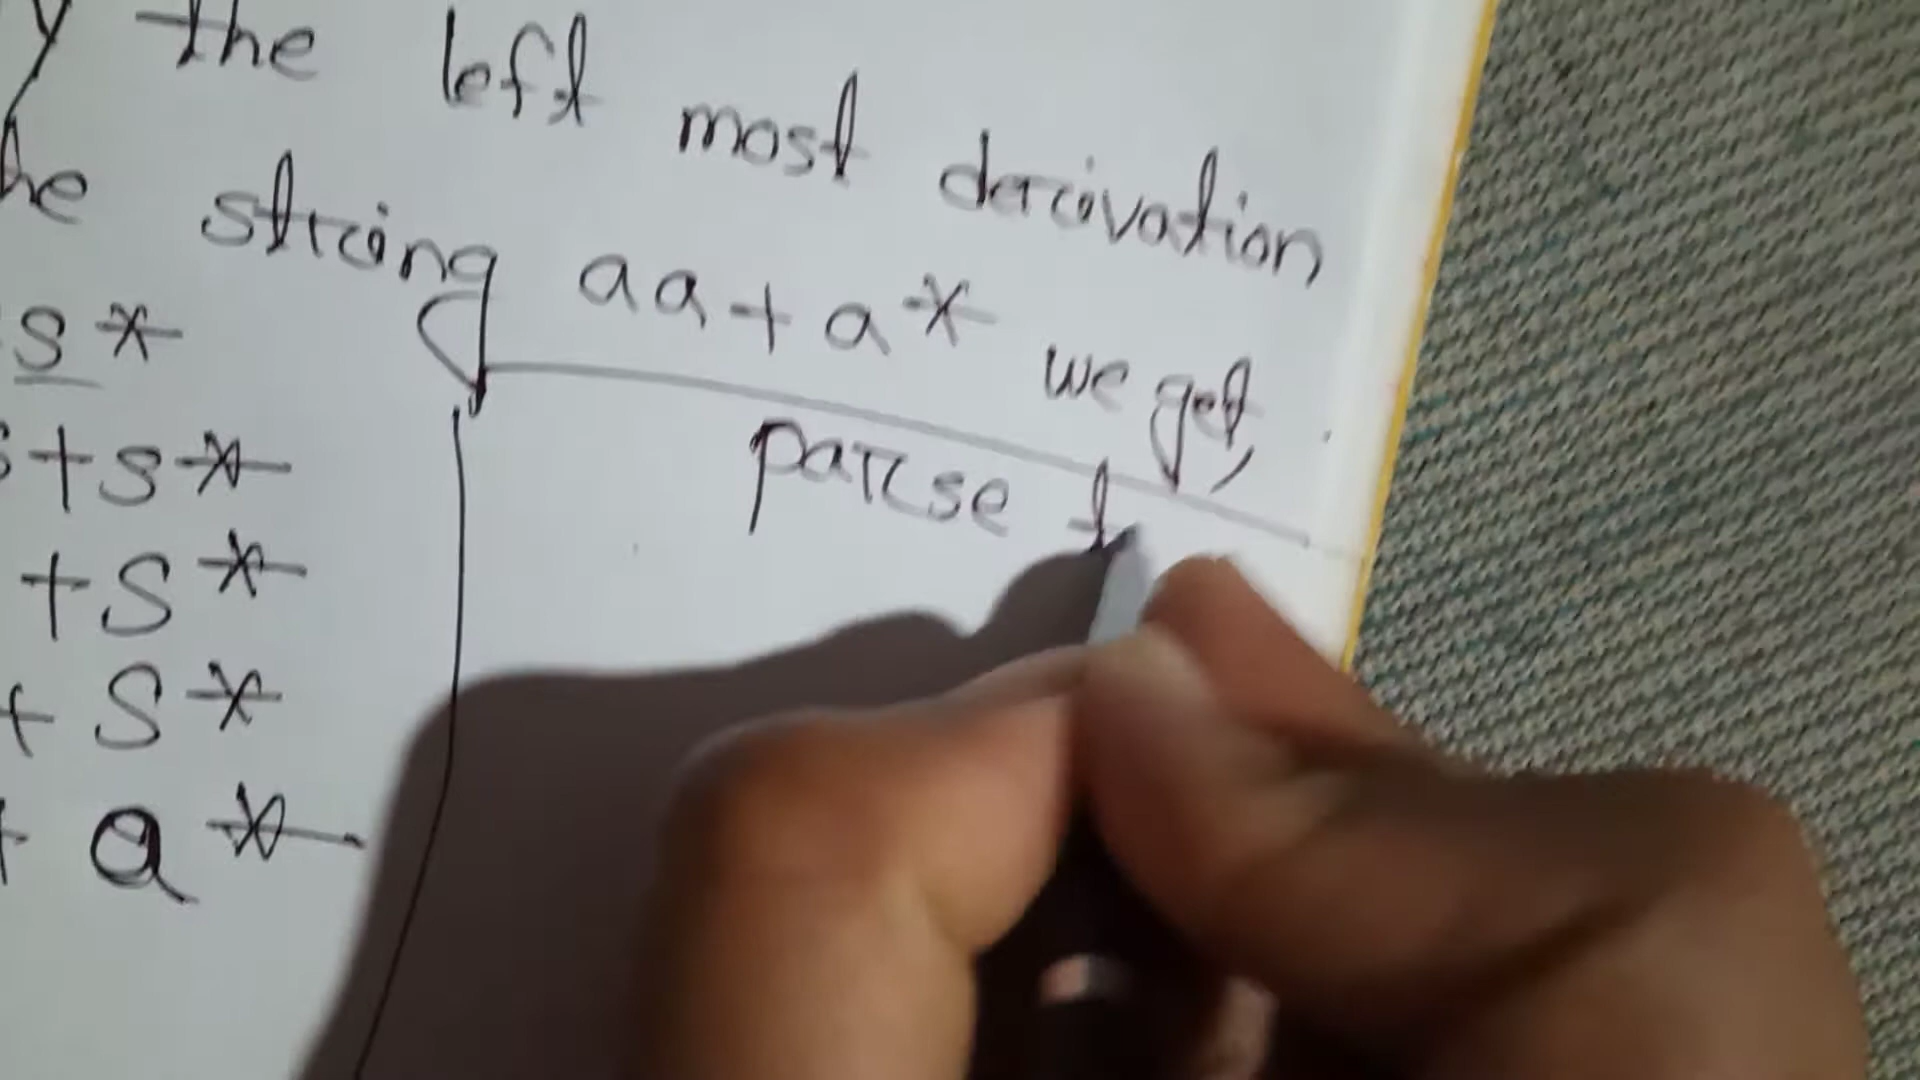 y the left most derivation
he string aa+a* we get,
s*
s+s*
+s*
+s*
+ a*
parse t